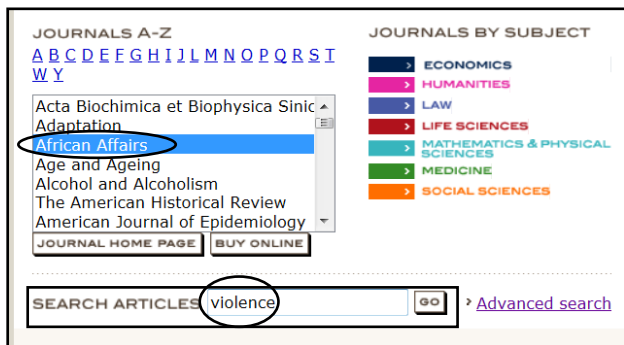 JOURNALS A-Z
A B C D E F G H I J L M N O P Q R S T
W Y
Acta Biochimica et Biophysica Sinic
Adaptation
African Affairs
Age and Ageing
Alcohol and Alcoholism
The American Historical Review
American Journal of Epidemiology
JOURNAL HOME PAGE
BUY ONLINE
JOURNALS BY SUBJECT
ECONOMICS
HUMANITIES
LAW
LIFE SCIENCES
MATHEMATICS & PHYSICAL
SCIENCES
MEDICINE
SOCIAL SCIENCES
SEARCH ARTICLES violence GO › Advanced search